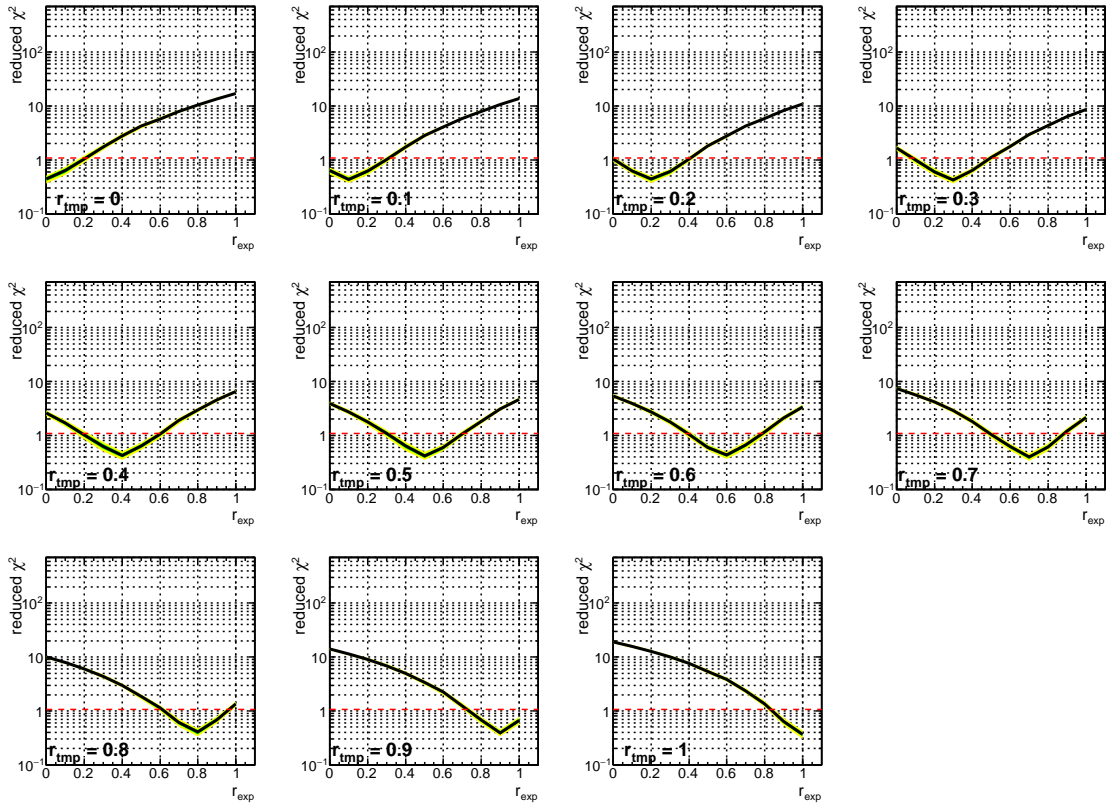 reduced χ²
10²
10
1
10⁻¹
r_tmp = 0
0 0.2 0.4 0.6 0.8 1
r_exp
reduced χ²
10²
10
1
10⁻¹
r_tmp = 0.1
0 0.2 0.4 0.6 0.8 1
r_exp
reduced χ²
10²
10
1
10⁻¹
r_tmp = 0.2
0 0.2 0.4 0.6 0.8 1
r_exp
reduced χ²
10²
10
1
10⁻¹
r_tmp = 0.3
0 0.2 0.4 0.6 0.8 1
r_exp
reduced χ²
10²
10
1
10⁻¹
r_tmp = 0.4
0 0.2 0.4 0.6 0.8 1
r_exp
reduced χ²
10²
10
1
10⁻¹
r_tmp = 0.5
0 0.2 0.4 0.6 0.8 1
r_exp
reduced χ²
10²
10
1
10⁻¹
r_tmp = 0.6
0 0.2 0.4 0.6 0.8 1
r_exp
reduced χ²
10²
10
1
10⁻¹
r_tmp = 0.7
0 0.2 0.4 0.6 0.8 1
r_exp
reduced χ²
10²
10
1
10⁻¹
r_tmp = 0.8
0 0.2 0.4 0.6 0.8 1
r_exp
reduced χ²
10²
10
1
10⁻¹
r_tmp = 0.9
0 0.2 0.4 0.6 0.8 1
r_exp
reduced χ²
10²
10
1
10⁻¹
r_tmp = 1
0 0.2 0.4 0.6 0.8 1
r_exp